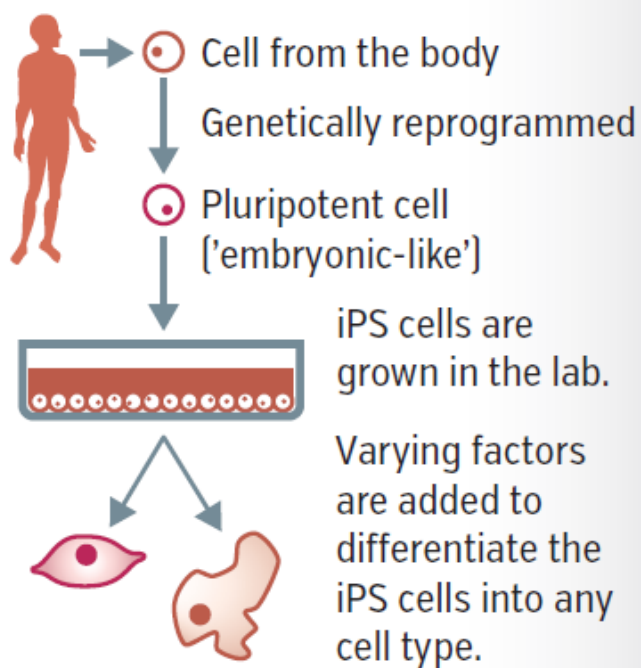 Cell from the body
Genetically reprogrammed
Pluripotent cell
('embryonic-like')
iPS cells are
grown in the lab.
Varying factors
are added to
differentiate the
iPS cells into any
cell type.